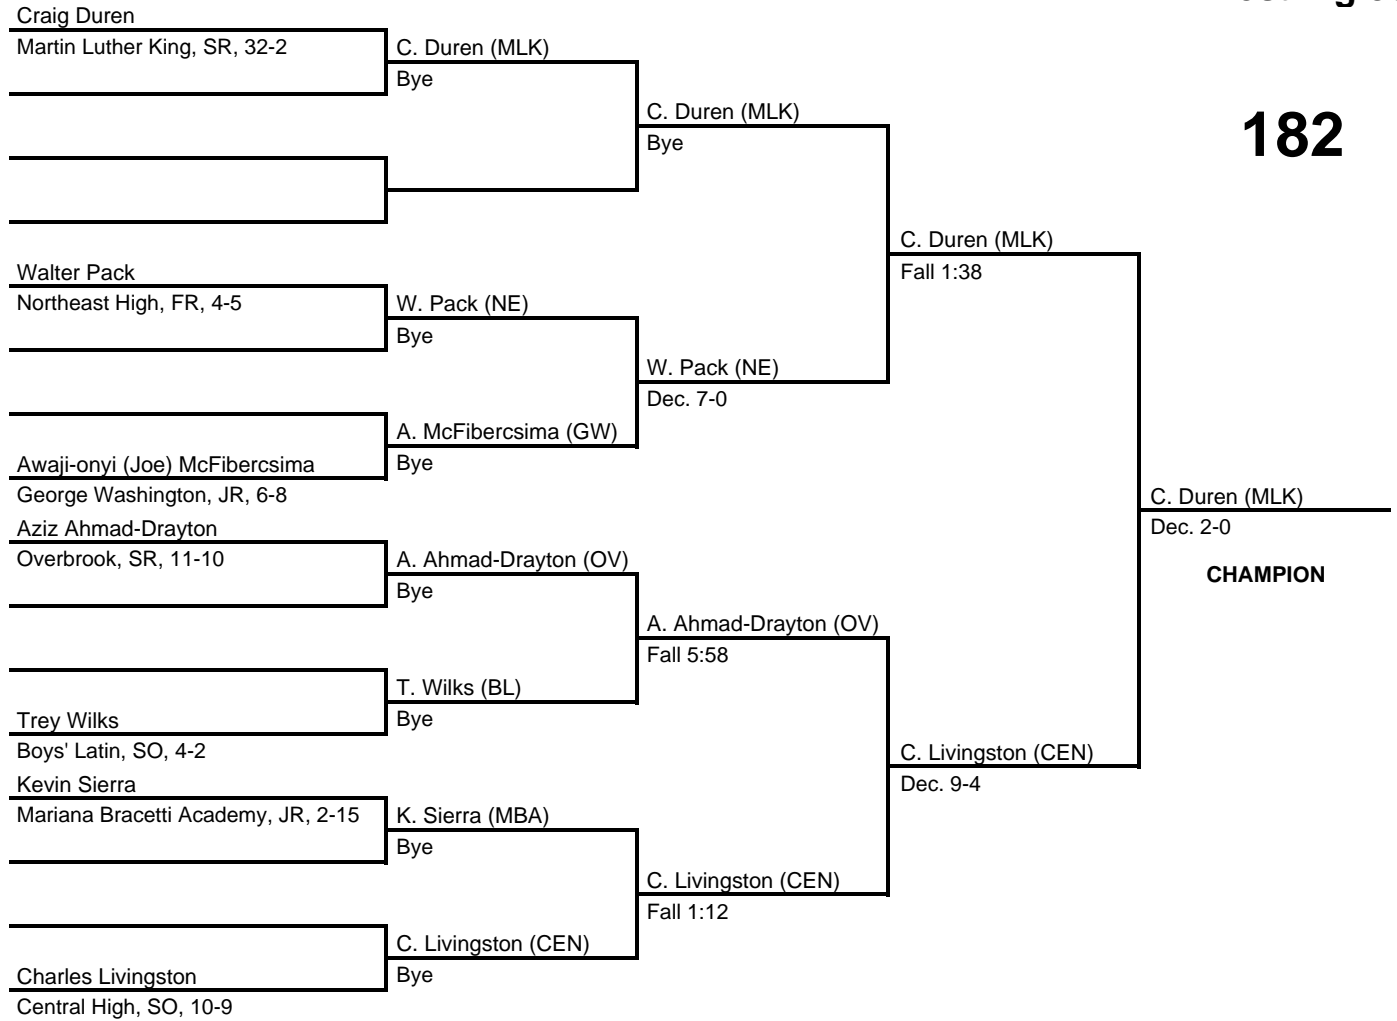 Craig Duren
Martin Luther King, SR, 32-2
C. Duren (MLK)
Bye
C. Duren (MLK)
Bye
182
C. Duren (MLK)
Fall 1:38
Walter Pack
Northeast High, FR, 4-5
W. Pack (NE)
Bye
W. Pack (NE)
Dec. 7-0
A. McFibercsima (GW)
Bye
Awaji-onyi (Joe) McFibercsima
George Washington, JR, 6-8
C. Duren (MLK)
Dec. 2-0
CHAMPION
Aziz Ahmad-Drayton
Overbrook, SR, 11-10
A. Ahmad-Drayton (OV)
Bye
A. Ahmad-Drayton (OV)
Fall 5:58
T. Wilks (BL)
Bye
Trey Wilks
Boys' Latin, SO, 4-2
C. Livingston (CEN)
Dec. 9-4
Kevin Sierra
Mariana Bracetti Academy, JR, 2-15
K. Sierra (MBA)
Bye
C. Livingston (CEN)
Fall 1:12
C. Livingston (CEN)
Bye
Charles Livingston
Central High, SO, 10-9